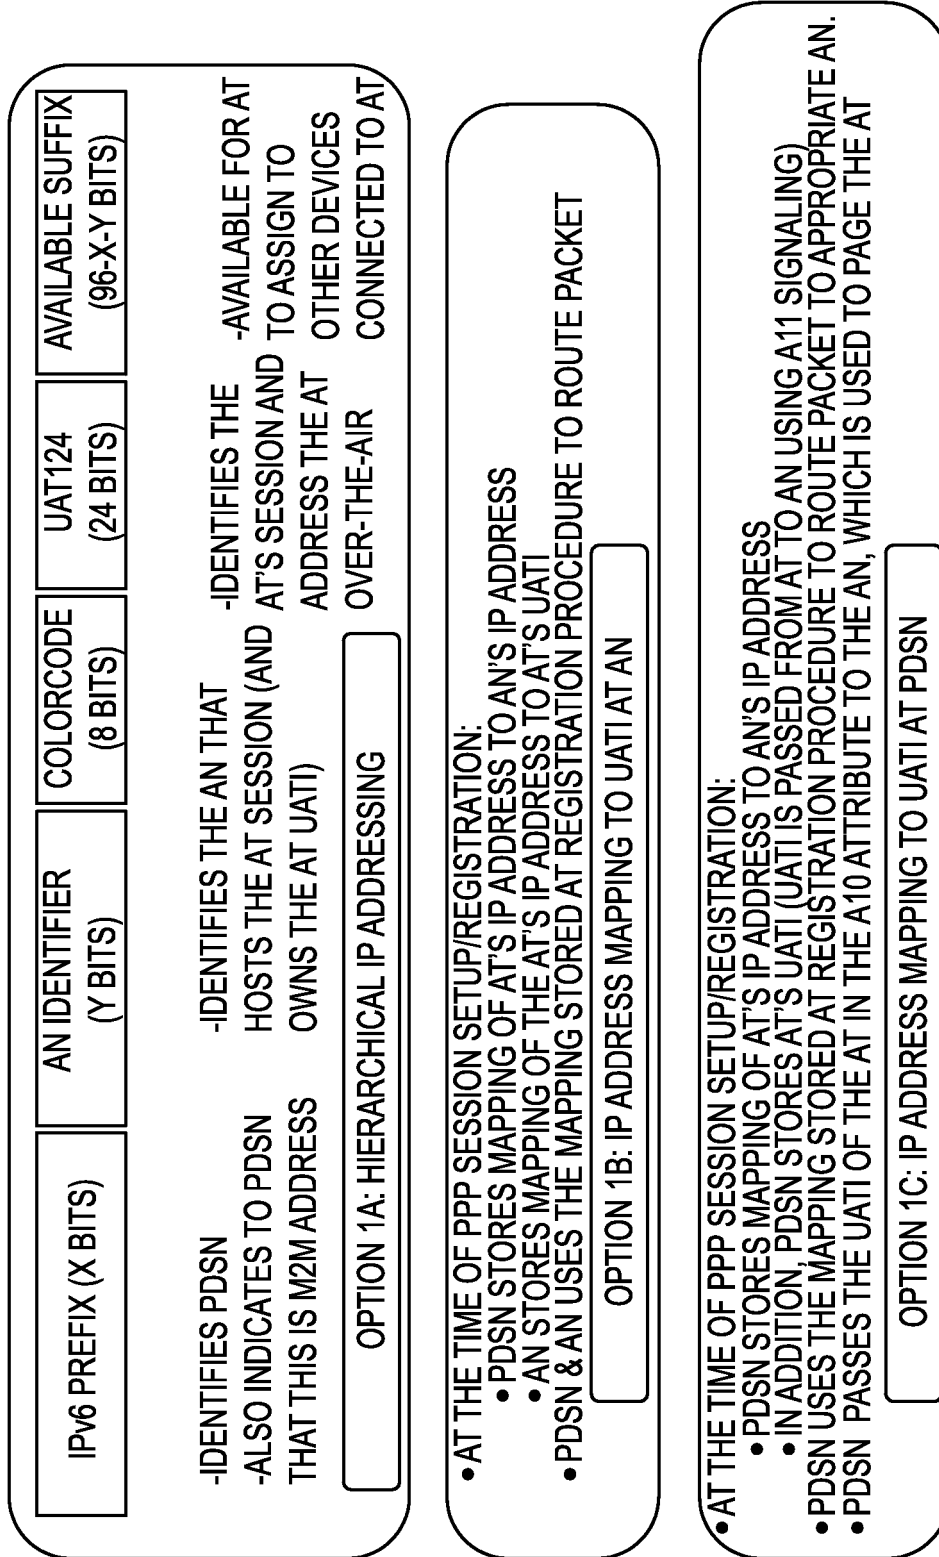 IPv6 PREFIX (X BITS)
AN IDENTIFIER
(Y BITS)
COLORCODE
(8 BITS)
UAT124
(24 BITS)
AVAILABLE SUFFIX
(96-X-Y BITS)
-IDENTIFIES PDSN
-ALSO INDICATES TO PDSN
THAT THIS IS M2M ADDRESS
-IDENTIFIES THE AN THAT
HOSTS THE AT SESSION (AND
OWNS THE AT UATI)
-IDENTIFIES THE
AT'S SESSION AND
ADDRESS THE AT
OVER-THE-AIR
-AVAILABLE FOR AT
TO ASSIGN TO
OTHER DEVICES
CONNECTED TO AT
OPTION 1A: HIERARCHICAL IP ADDRESSING
• AT THE TIME OF PPP SESSION SETUP/REGISTRATION:
• PDSN STORES MAPPING OF AT'S IP ADDRESS TO AN'S IP ADDRESS
• AN STORES MAPPING OF THE AT'S IP ADDRESS TO AT'S UATI
• PDSN & AN USES THE MAPPING STORED AT REGISTRATION PROCEDURE TO ROUTE PACKET
OPTION 1B: IP ADDRESS MAPPING TO UATI AT AN
• AT THE TIME OF PPP SESSION SETUP/REGISTRATION:
• PDSN STORES MAPPING OF AT'S IP ADDRESS TO AN'S IP ADDRESS
• IN ADDITION, PDSN STORES AT'S UATI (UATI IS PASSED FROM AT TO AN USING A11 SIGNALING)
• PDSN USES THE MAPPING STORED AT REGISTRATION PROCEDURE TO ROUTE PACKET TO APPROPRIATE AN.
• PDSN PASSES THE UATI OF THE AT IN THE A10 ATTRIBUTE TO THE AN, WHICH IS USED TO PAGE THE AT
OPTION 1C: IP ADDRESS MAPPING TO UATI AT PDSN